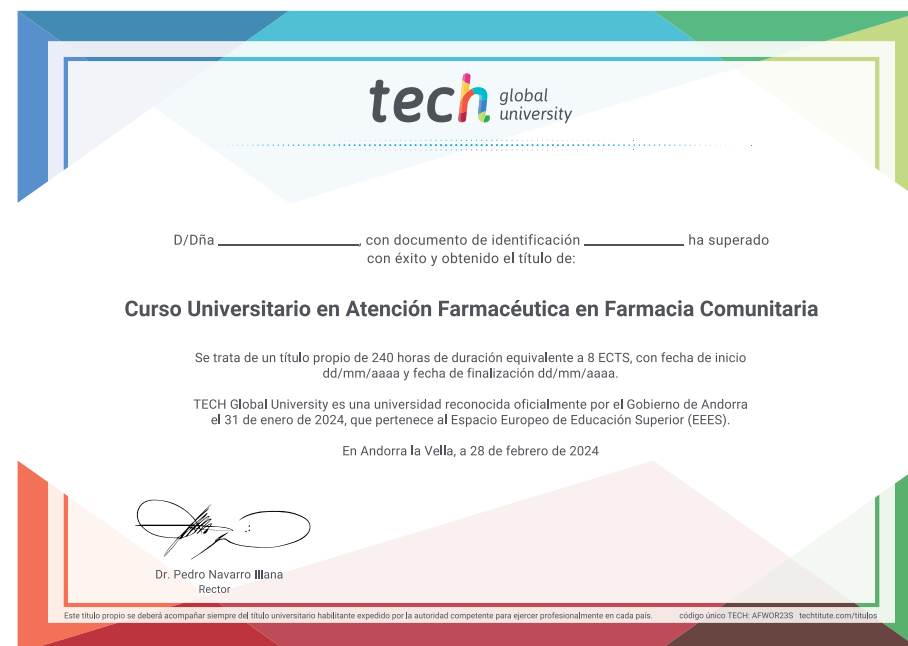 tech global university
D/Dña ______________________, con documento de identificación ________________ ha superado
con éxito y obtenido el título de:
Curso Universitario en Atención Farmacéutica en Farmacia Comunitaria
Se trata de un título propio de 240 horas de duración equivalente a 8 ECTS, con fecha de inicio
dd/mm/aaaa y fecha de finalización dd/mm/aaaa.
TECH Global University es una universidad reconocida oficialmente por el Gobierno de Andorra
el 31 de enero de 2024, que pertenece al Espacio Europeo de Educación Superior (EEES).
En Andorra la Vella, a 28 de febrero de 2024
Dr. Pedro Navarro Illana
Rector
Este título propio se deberá acompañar siempre del título universitario habilitante expedido por la autoridad competente para ejercer profesionalmente en cada país. código único TECH: AFWOR23S techtitute.com/titulos